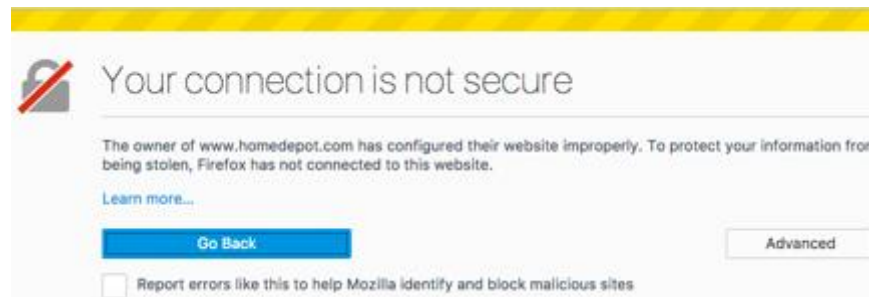 Your connection is not secure
The owner of www.homedepot.com has configured their website improperly. To protect your information from
being stolen, Firefox has not connected to this website.
Learn more...
Go Back
Advanced
Report errors like this to help Mozilla identify and block malicious sites